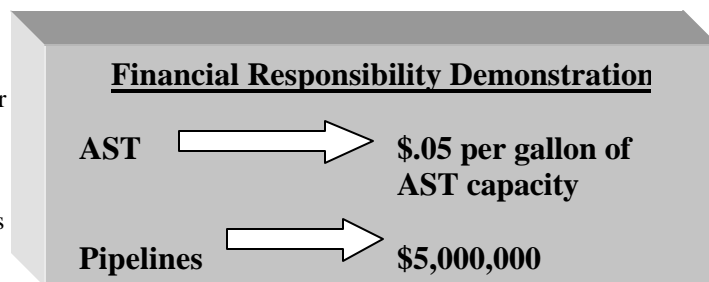 Financial Responsibility Demonstration
r
AST $.05 per gallon of
AST capacity
s
Pipelines $5,000,000